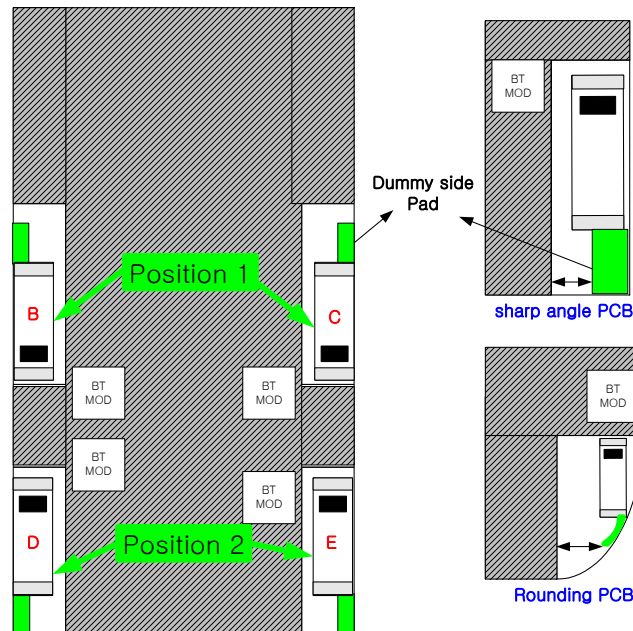 BT
MOD
Dummy side
Pad
Position 1
B
C
sharp angle PCB
BT
MOD
BT
MOD
BT
MOD
BT
MOD
BT
MOD
D
Position 2
E
Rounding PCB